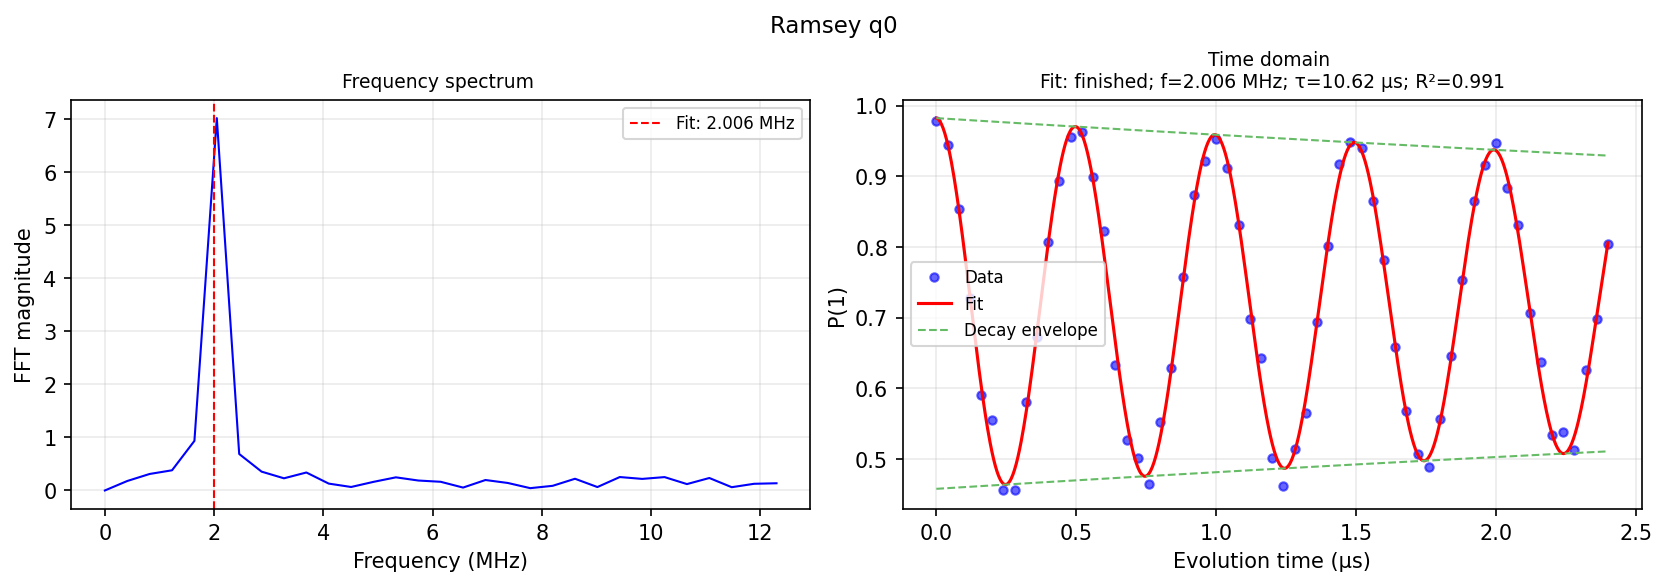 Ramsey q0
Frequency spectrum
Fit: 2.006 MHz
FFT magnitude
7
6
5
4
3
2
1
0
0
2
4
6
8
10
12
Frequency (MHz)
Time domain
Fit: finished; f=2.006 MHz; τ=10.62 μs; R²=0.991
P(1)
1.0
0.9
0.8
0.7
0.6
0.5
Data
Fit
Decay envelope
0.0
0.5
1.0
1.5
2.0
2.5
Evolution time (μs)